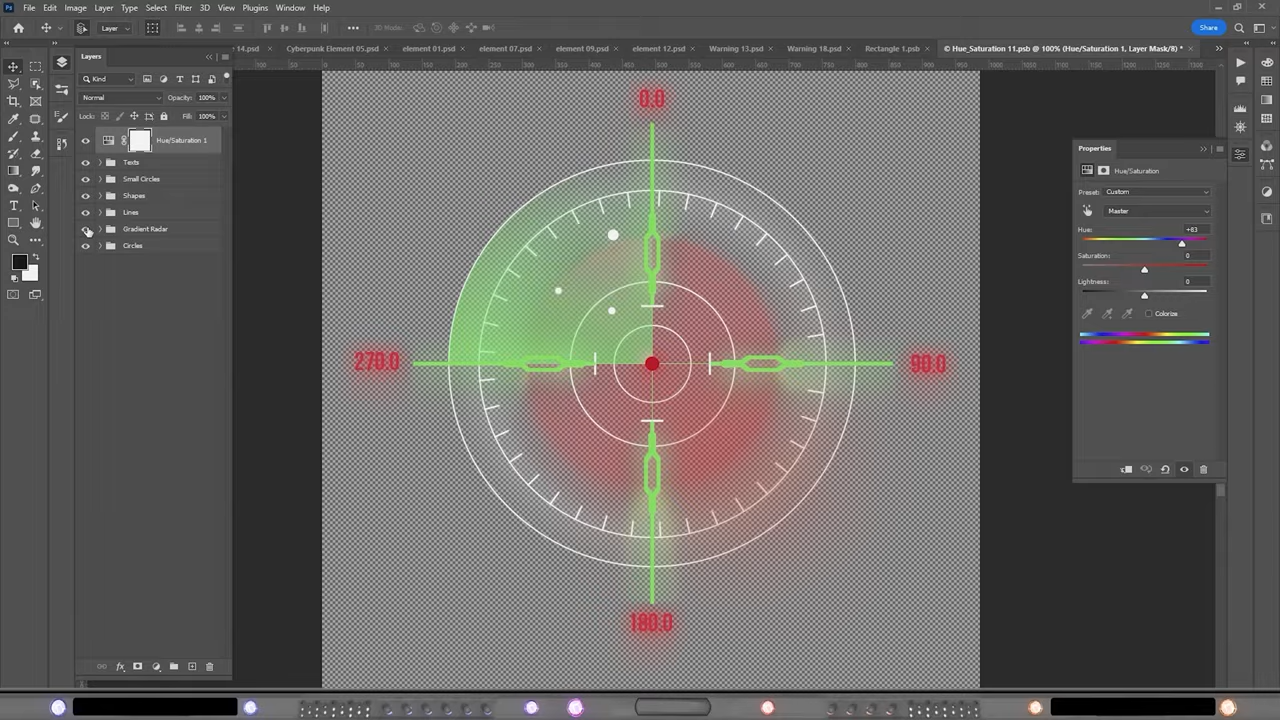 Ps File Edit Image Layer Type Select Filter 3D View Plugins Window Help
Layer 3D Mode: Share
14.psd × Cyberpunk Element 05.psd × element 01.psd × element 07.psd × element 09.psd × element 12.psd × Warning 13.psd × Warning 18.psd × Rectangle 1.psb × © Hue_Saturation 11.psb @ 100% (Hue/Saturation 1, Layer Mask/8) * ×
Layers
Kind
Normal Opacity: 100%
Lock: Fill: 100%
Hue/Saturation 1
Texts
Small Circles
Shapes
Lines
Gradient Radar
Circles
0.0
270.0
90.0
180.0
Properties
Hue/Saturation
Preset: Custom
Master
Hue: +83
Saturation: 0
Lightness: 0
Colorize